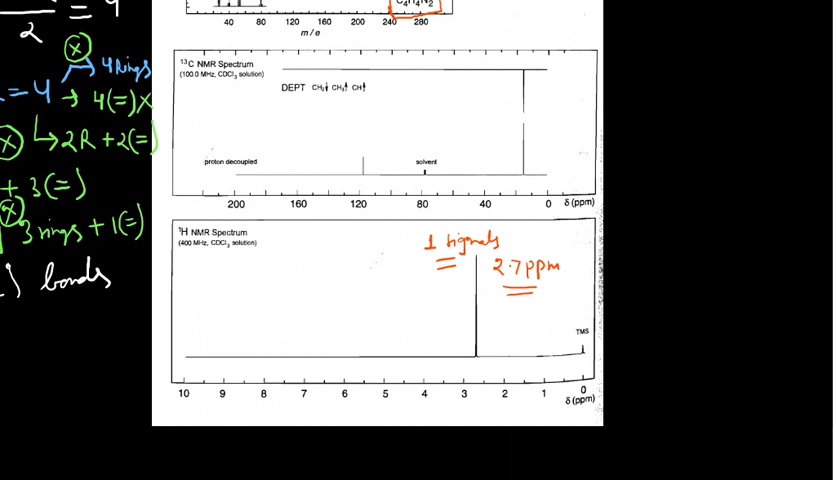 2 = 4
C4H4N2
40 80 120 160 200 240 280
m/e
(x)
4 Rings
= 4 → 4(=) X
(x) ↳ 2R + 2(=)
+ 3(=)
(x) 3 rings + 1(=)
bonds
13C NMR Spectrum
(100.0 MHz, CDCl3 solution)
DEPT CH2↓ CH3↑ CH↑
proton decoupled
solvent
200 160 120 80 40 0 δ (ppm)
1H NMR Spectrum
(400 MHz, CDCl3 solution)
1 signals
2.7 ppm
TMS
10 9 8 7 6 5 4 3 2 1 0
δ (ppm)